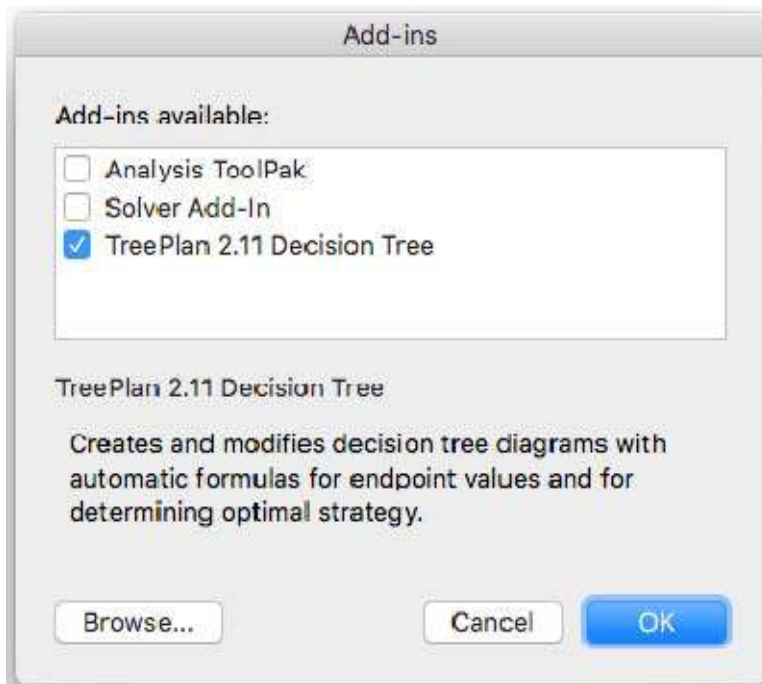 Add-ins
Add-ins available:
Analysis ToolPak
Solver Add-In
TreePlan 2.11 Decision Tree
TreePlan 2.11 Decision Tree
Creates and modifies decision tree diagrams with
automatic formulas for endpoint values and for
determining optimal strategy.
Browse... Cancel OK